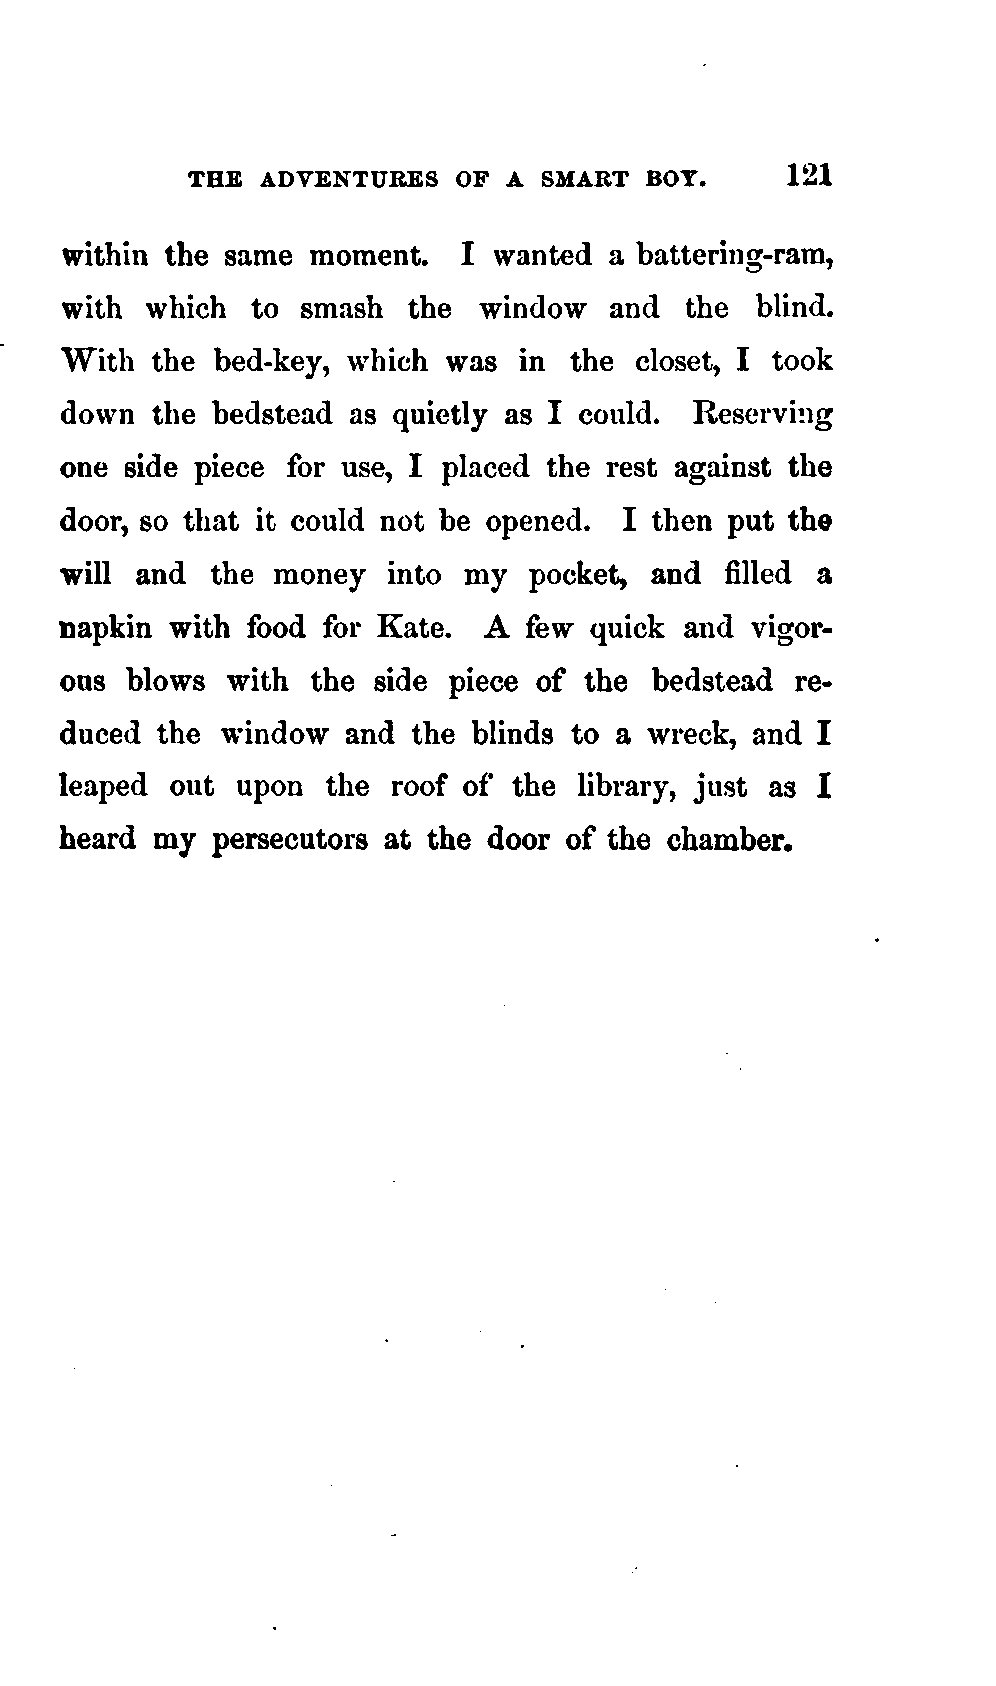 THE ADVENTURES OF A SMART BOY. 121
within the same moment. I wanted a battering-ram,
with which to smash the window and the blind.
With the bed-key, which was in the closet, I took
down the bedstead as quietly as I could. Reserving
one side piece for use, I placed the rest against the
door, so that it could not be opened. I then put the
will and the money into my pocket, and filled a
napkin with food for Kate. A few quick and vigor-
ous blows with the side piece of the bedstead re-
duced the window and the blinds to a wreck, and I
leaped out upon the roof of the library, just as I
heard my persecutors at the door of the chamber.